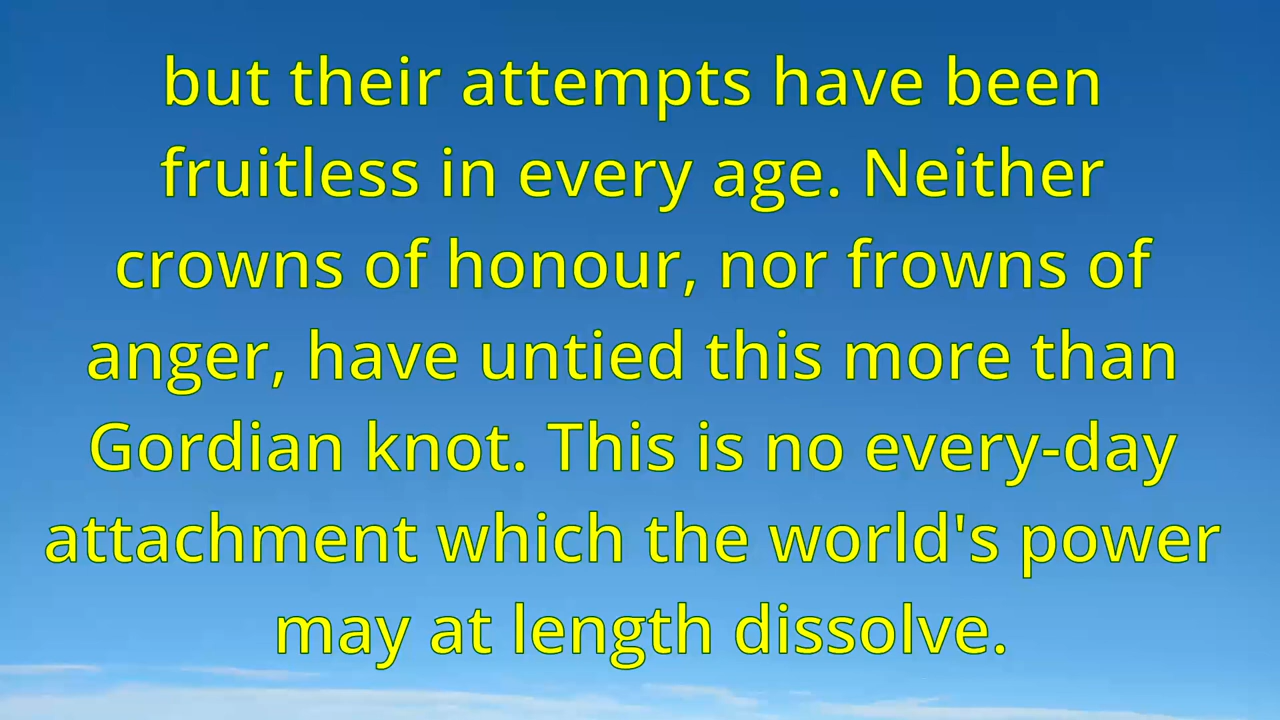 but their attempts have been
fruitless in every age. Neither
crowns of honour, nor frowns of
anger, have untied this more than
Gordian knot. This is no every-day
attachment which the world's power
may at length dissolve.